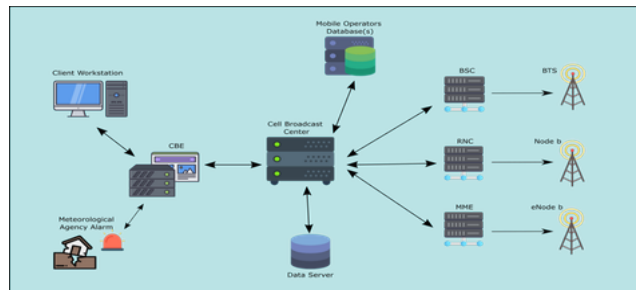 Mobile Operators
Database(s)
Client Workstation
BSC
BTS
Cell Broadcast
Center
CBE
RNC
Node b
Meteorological
Agency Alarm
MME
eNode b
Data Server